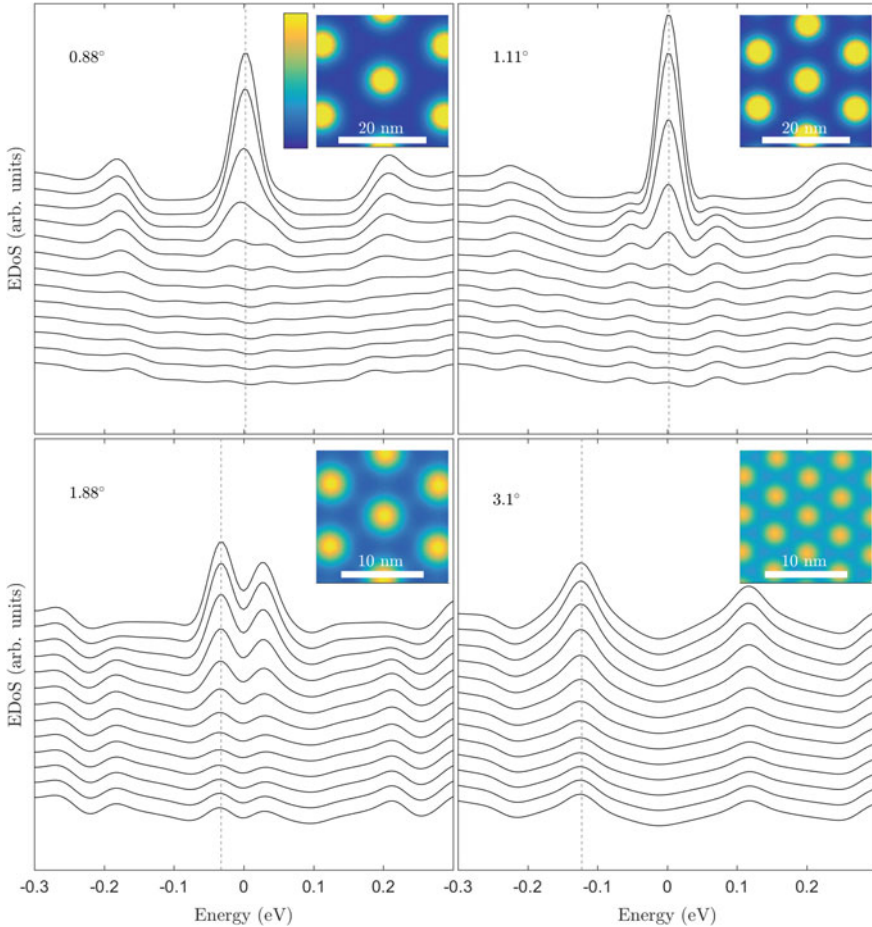 0.88°
20 nm
1.11°
20 nm
EDoS (arb. units)
1.88°
10 nm
3.1°
10 nm
EDoS (arb. units)
-0.3 -0.2 -0.1 0 0.1 0.2 -0.3 -0.2 -0.1 0 0.1 0.2
Energy (eV) Energy (eV)